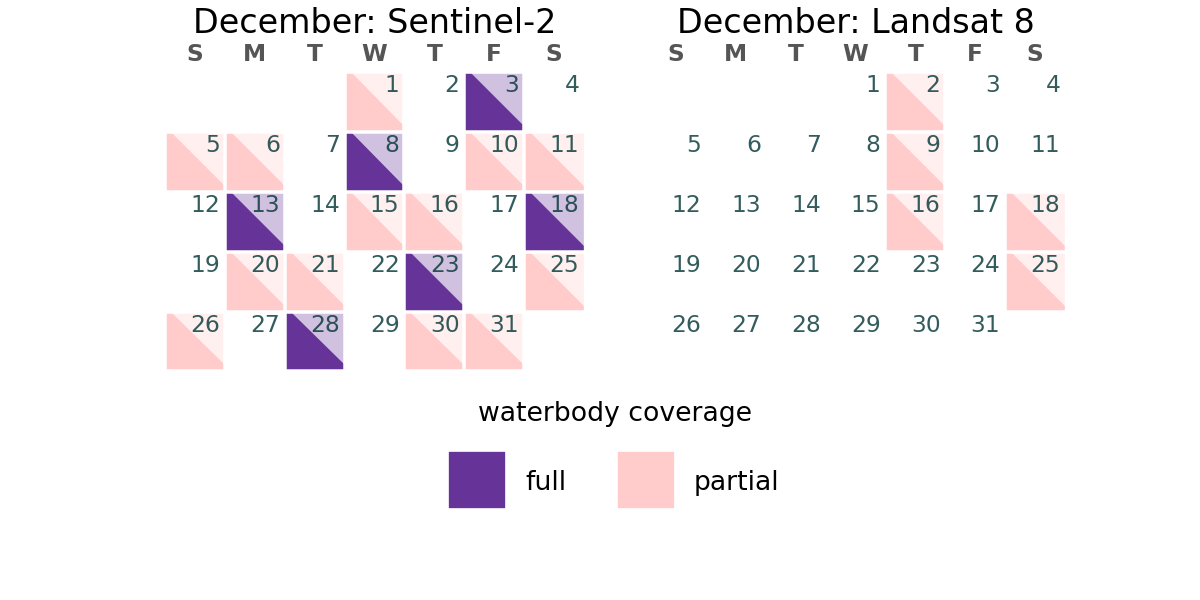 December: Sentinel-2
S M T W T F S
1 2 3 4
5 6 7 8 9 10 11
12 13 14 15 16 17 18
19 20 21 22 23 24 25
26 27 28 29 30 31
December: Landsat 8
S M T W T F S
1 2 3 4
5 6 7 8 9 10 11
12 13 14 15 16 17 18
19 20 21 22 23 24 25
26 27 28 29 30 31
waterbody coverage
full partial